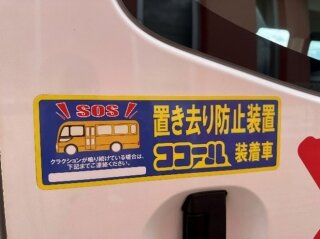 SOS
クラクションが鳴り続けている場合は、
下記までご連絡ください。
置き去り防止装置
ココニール 装着車